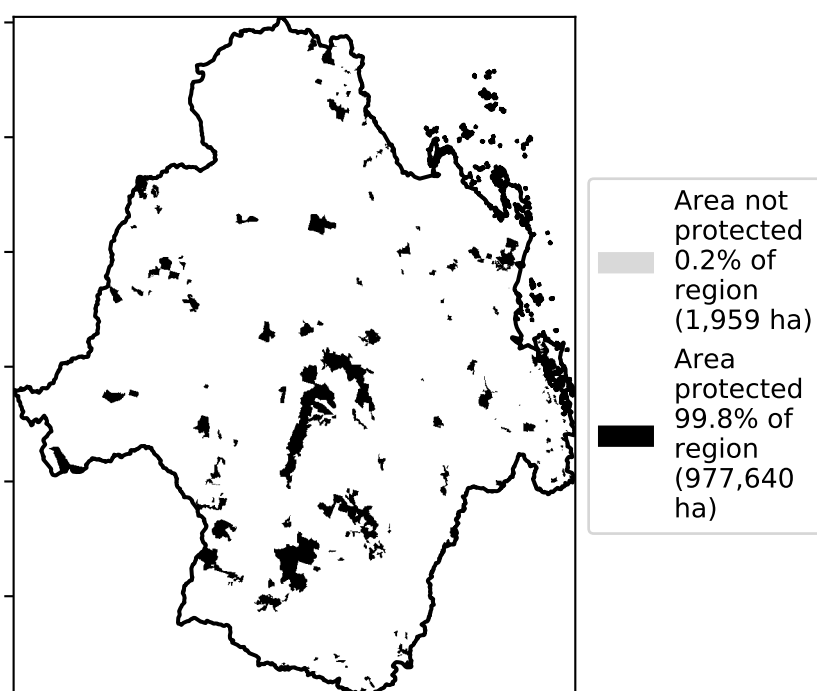 Area not
protected
0.2% of
region
(1,959 ha)
Area
protected
99.8% of
region
(977,640
ha)